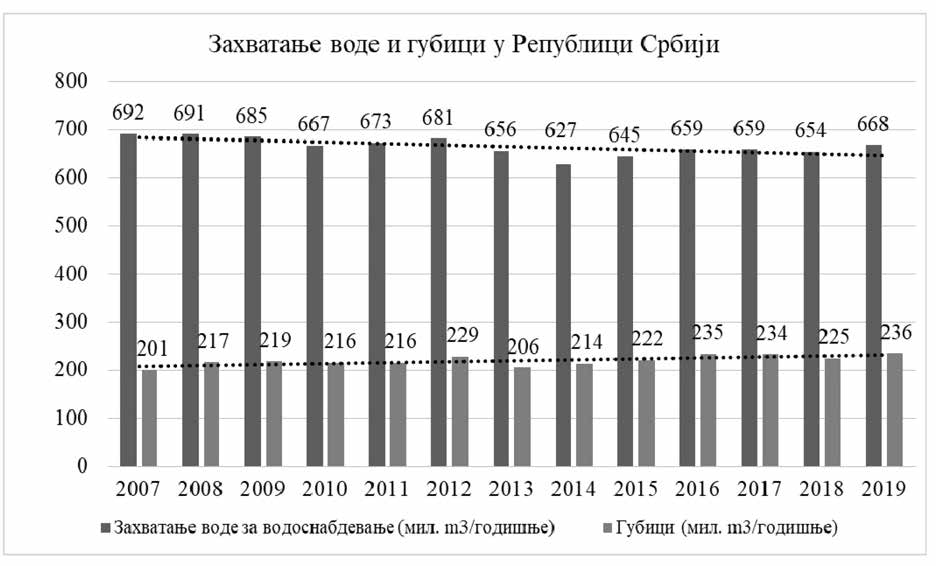 Захватање воде и губици у Републици Србији
800
700
600
500
400
300
200
100
0
692 691 685 667 673 681 656 627 645 659 659 654 668
201 217 219 216 216 229 206 214 222 235 234 225 236
2007 2008 2009 2010 2011 2012 2013 2014 2015 2016 2017 2018 2019
Захватање воде за водоснабдевање (мил. m3/годишње) Губици (мил. m3/годишње)